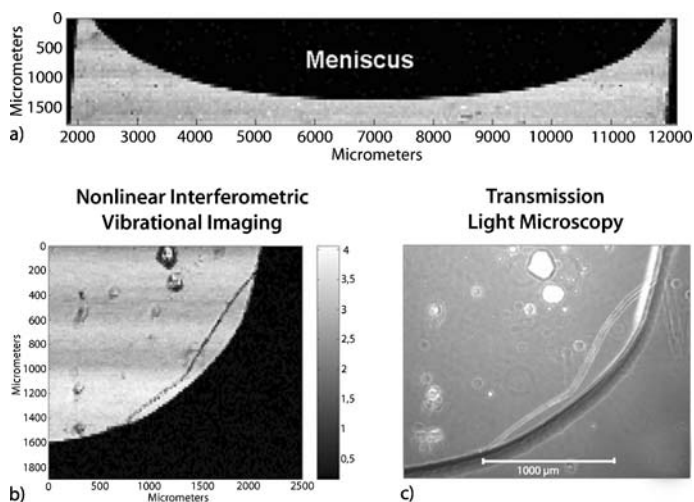 0
500
1000
1500
Micrometers
Meniscus
a)
2000 3000 4000 5000 6000 7000 8000 9000 10000 11000 12000
Micrometers
Nonlinear Interferometric
Vibrational Imaging
Transmission
Light Microscopy
0
200
400
600
800
1000
1200
1400
1600
1800
Micrometers
0 500 1000 1500 2000 2500
Micrometers
b)
4
3,5
3
2,5
2
1,5
1
0,5
1000 μm
c)